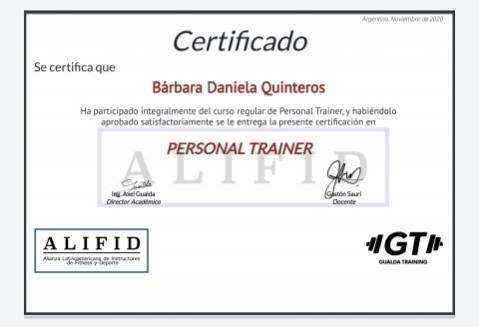 Argentina, Noviembre de 2020
Certificado
Se certifica que
Bárbara Daniela Quinteros
Ha participado integralmente del curso regular de Personal Trainer, y habiéndolo
aprobado satisfactoriamente se le entrega la presente certificación en
PERSONAL TRAINER
ALIFID
Ing. Axel Gualda
Director Académico
Gastón Sauri
Docente
ALIFID
Alianza Latinoamericana de Instructores
de Fitness y Deporte
GT
GUALDA TRAINING